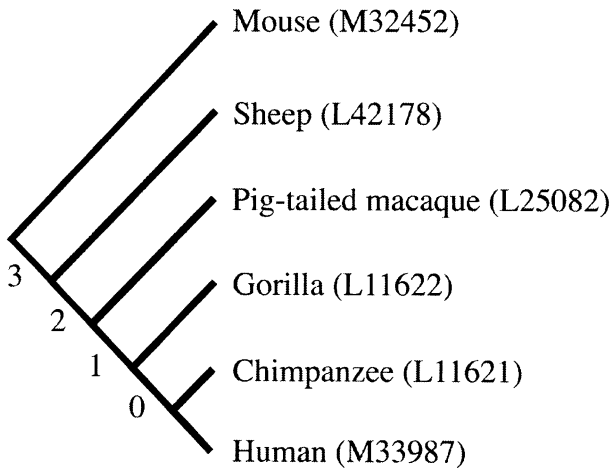 Mouse (M32452)
Sheep (L42178)
Pig-tailed macaque (L25082)
3
Gorilla (L11622)
2
1
Chimpanzee (L11621)
0
Human (M33987)